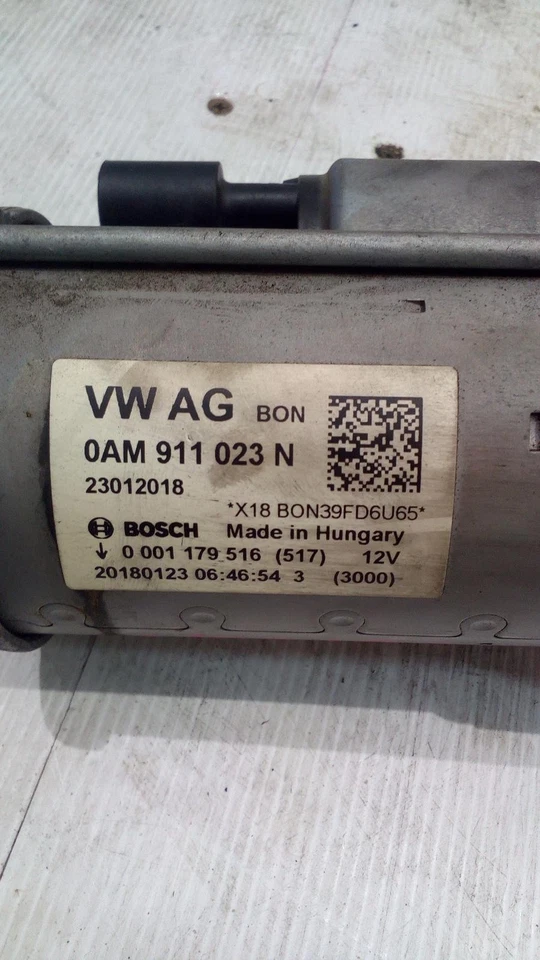 VW AG BON
0AM 911 023 N
23012018
*X18 BON39FD6U65*
BOSCH Made in Hungary
0 001 179 516 (517) 12V
20180123 06:46:54 3 (3000)